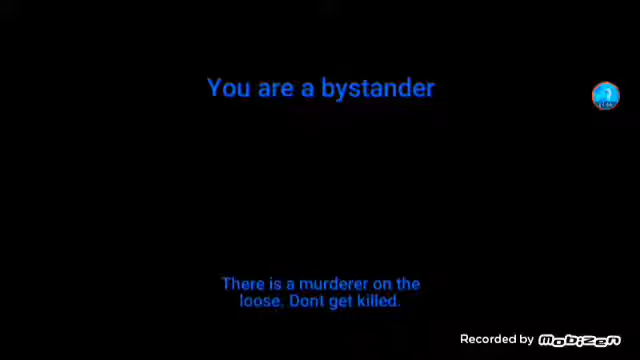 You are a bystander
There is a murderer on the
loose. Dont get killed.
Recorded by Mobizen